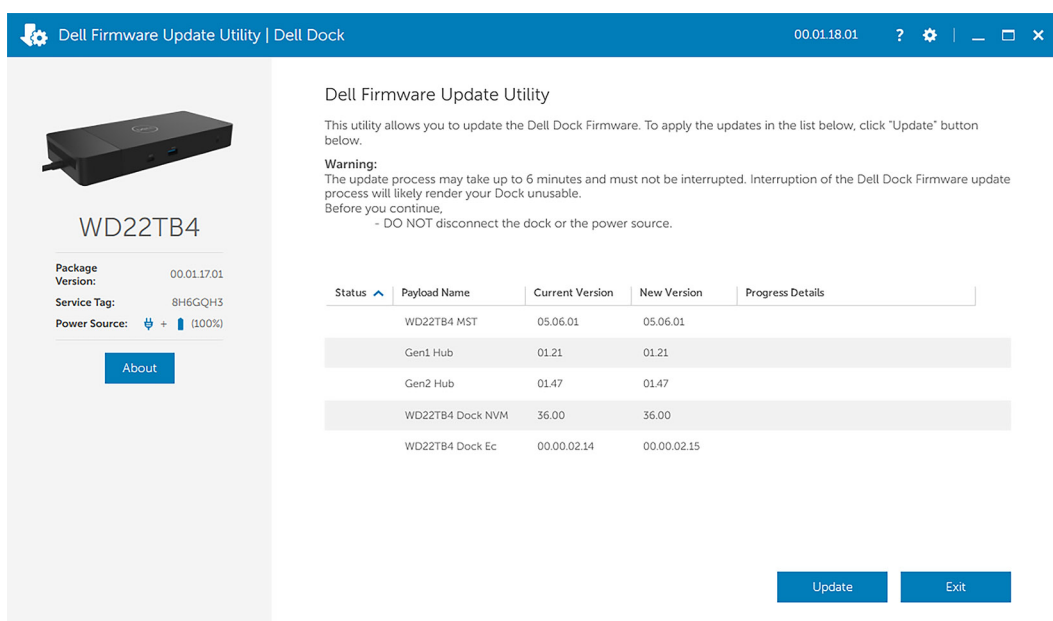 Dell Firmware Update Utility | Dell Dock
00.01.18.01
?
Dell Firmware Update Utility
This utility allows you to update the Dell Dock Firmware. To apply the updates in the list below, click "Update" button
below.
Warning:
The update process may take up to 6 minutes and must not be interrupted. Interruption of the Dell Dock Firmware update
process will likely render your Dock unusable.
Before you continue,
- DO NOT disconnect the dock or the power source.
WD22TB4
Package
Version: 00.01.17.01
Service Tag: 8H6GQH3
Power Source: + (100%)
About
Status Payload Name Current Version New Version Progress Details
WD22TB4 MST 05.06.01 05.06.01
Gen1 Hub 01.21 01.21
Gen2 Hub 01.47 01.47
WD22TB4 Dock NVM 36.00 36.00
WD22TB4 Dock Ec 00.00.02.14 00.00.02.15
Update Exit